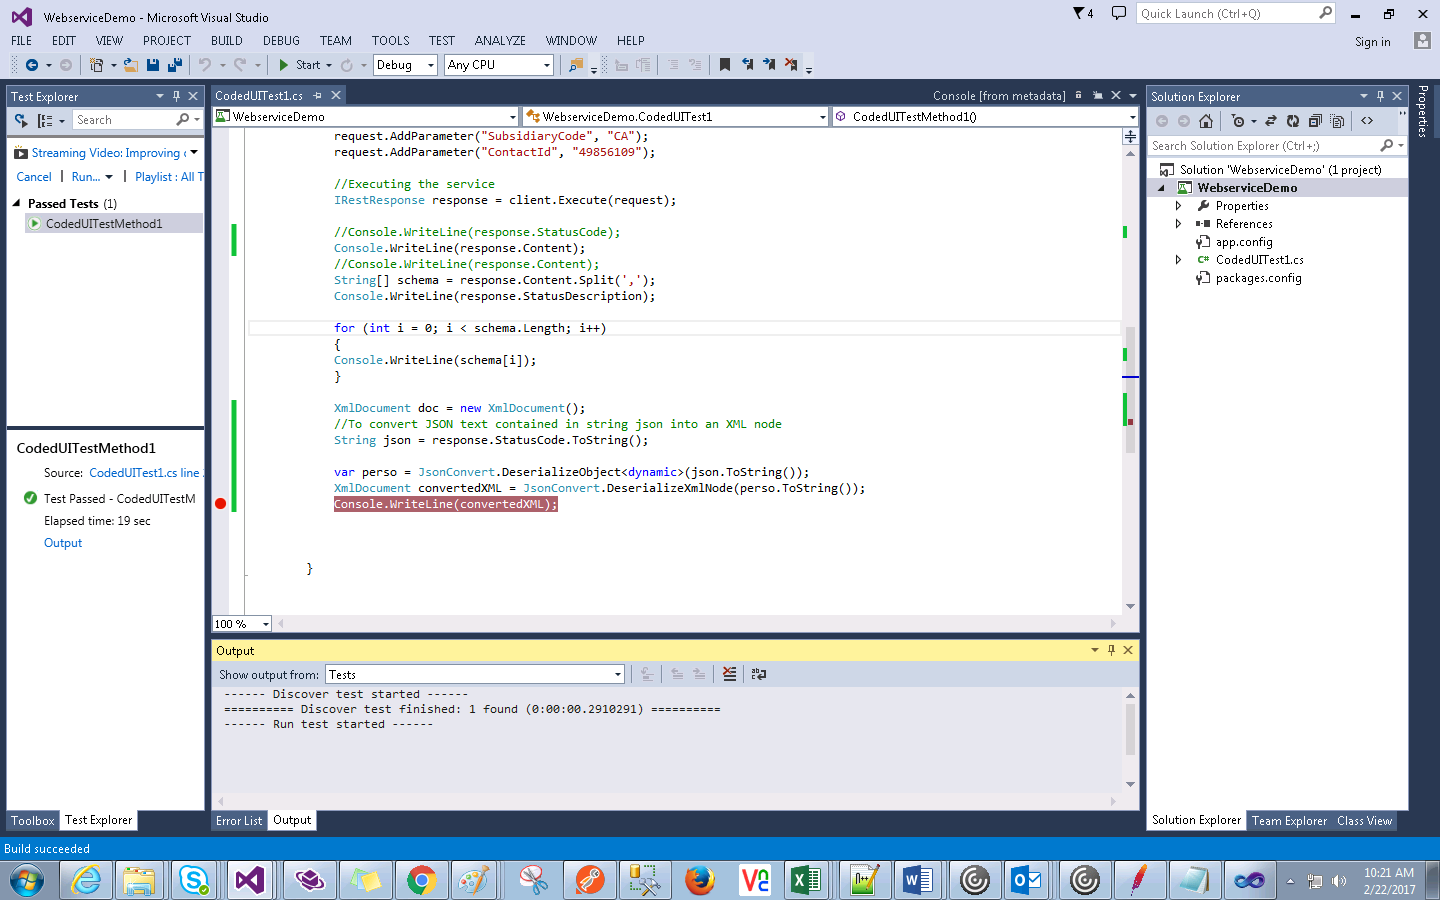 WebserviceDemo - Microsoft Visual Studio
4
Quick Launch (Ctrl+Q)
FILE EDIT VIEW PROJECT BUILD DEBUG TEAM TOOLS TEST ANALYZE WINDOW HELP
Sign in
Start Debug Any CPU
Test Explorer
Search
Streaming Video: Improving
Cancel Run... Playlist : All T
Passed Tests (1)
CodedUITestMethod1
CodedUITestMethod1
Source: CodedUITest1.cs line
Test Passed - CodedUITestM
Elapsed time: 19 sec
Output
Toolbox Test Explorer
CodedUITest1.cs
Console [from metadata]
WebserviceDemo WebserviceDemo.CodedUITest1 CodedUITestMethod1()
request.AddParameter("SubsidiaryCode", "CA");
request.AddParameter("ContactId", "49856109");
//Executing the service
IRestResponse response = client.Execute(request);
//Console.WriteLine(response.StatusCode);
Console.WriteLine(response.Content);
//Console.WriteLine(response.Content);
String[] schema = response.Content.Split(',');
Console.WriteLine(response.StatusDescription);
for (int i = 0; i < schema.Length; i++)
{
Console.WriteLine(schema[i]);
}
XmlDocument doc = new XmlDocument();
//To convert JSON text contained in string json into an XML node
String json = response.StatusCode.ToString();
var perso = JsonConvert.DeserializeObject<dynamic>(json.ToString());
XmlDocument convertedXML = JsonConvert.DeserializeXmlNode(perso.ToString());
Console.WriteLine(convertedXML);
}
100 %
Output
Show output from: Tests
------ Discover test started ------
========== Discover test finished: 1 found (0:00:00.2910291) ==========
------ Run test started ------
Error List Output
Solution Explorer
Search Solution Explorer (Ctrl+;)
Solution 'WebserviceDemo' (1 project)
WebserviceDemo
Properties
References
app.config
C# CodedUITest1.cs
packages.config
Solution Explorer Team Explorer Class View
Properties
Build succeeded
10:21 AM
2/22/2017